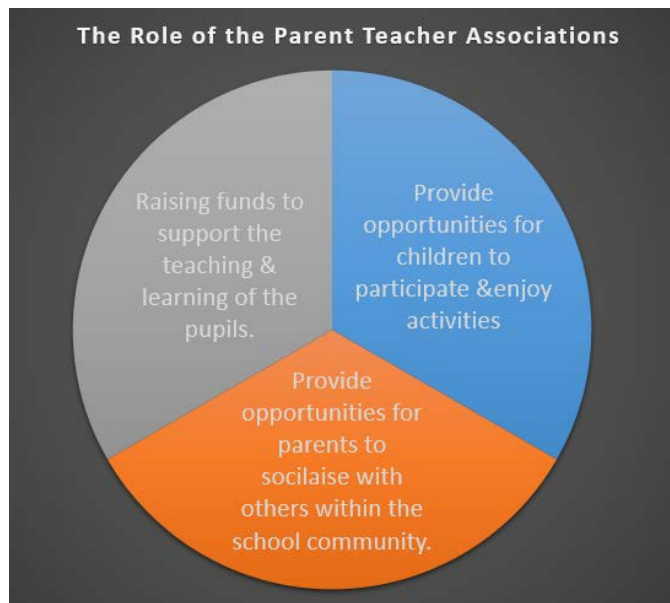 The Role of the Parent Teacher Associations
Raising funds to
support the
teaching &
learning of the
pupils.
Provide
opportunities for
children to
participate &enjoy
activities
Provide
opportunities for
parents to
socilaise with
others within the
school community.